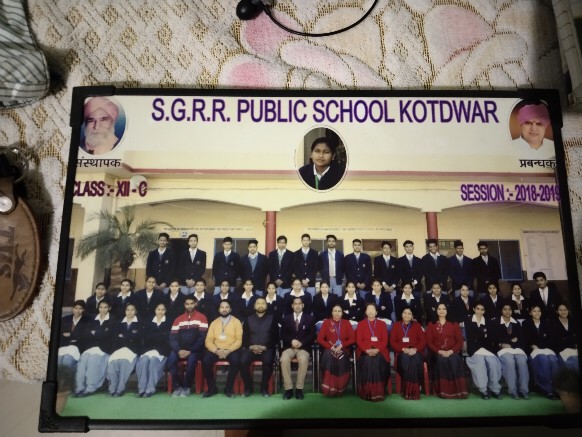 S.G.R.R. PUBLIC SCHOOL KOTDWAR
संस्थापक
प्रबन्धक
CLASS :- XII - C
SESSION :- 2018-2019